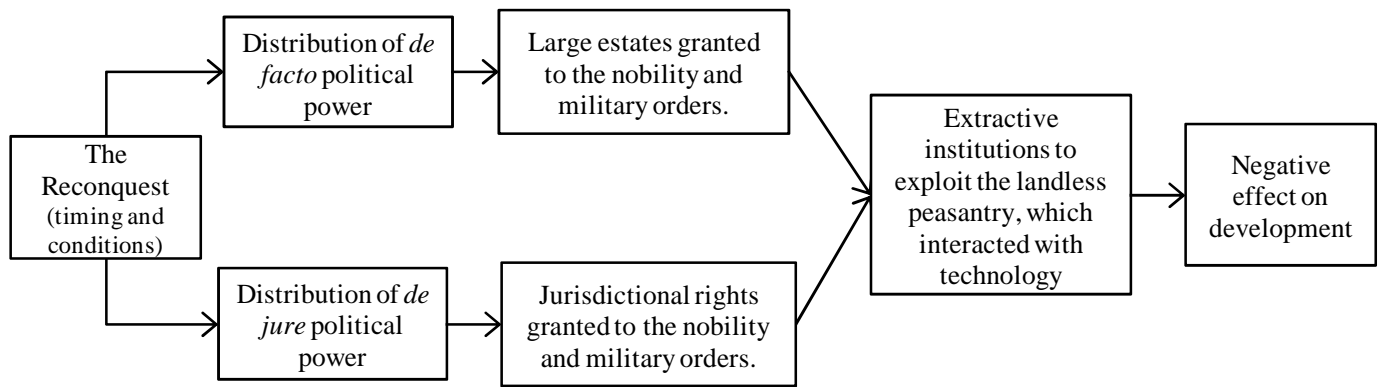 The
Reconquest
(timing and
conditions)
Distribution of de
facto political
power
Large estates granted
to the nobility and
military orders.
Distribution of de
jure political
power
Jurisdictional rights
granted to the nobility
and military orders.
Extractive
institutions to
exploit the landless
peasantry, which
interacted with
technology
Negative
effect on
development